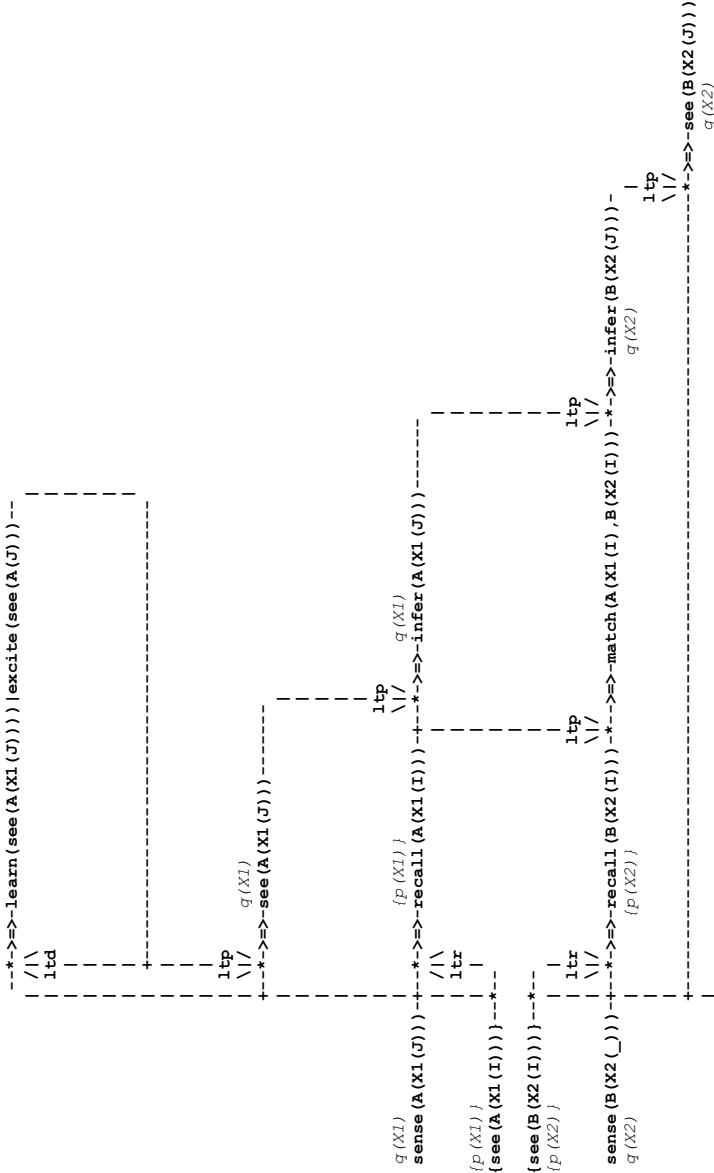 --*->=>-learn(see(A(X1(J))))|excite(see(A(J)))--
/|\
ltd
ltp
q(X1)
\|/
--*->=>-see(A(X1(J)))------
ltp
q(X1) {p(X1)} \|/ q(X1)
sense(A(X1(J)))--+--*->=>-recall(A(X1(I)))--+--*->=>-infer(A(X1(J)))------
/|\
ltr
{p(X1)}
{see(A(X1(I)))}---*--
{see(B(X2(I)))}---*--
{p(X2)}
ltr ltp ltp
\|/ \|/ \|/
sense(B(X2(_)))--+--*->=>-recall(B(X2(I)))-*-->=>-match(A(X1(I),B(X2(I)))-*->=>-infer(B(X2(J)))-
q(X2) {p(X2)} q(X2)
ltp
\|/
*->=>-see(B(X2(J)))
q(X2)